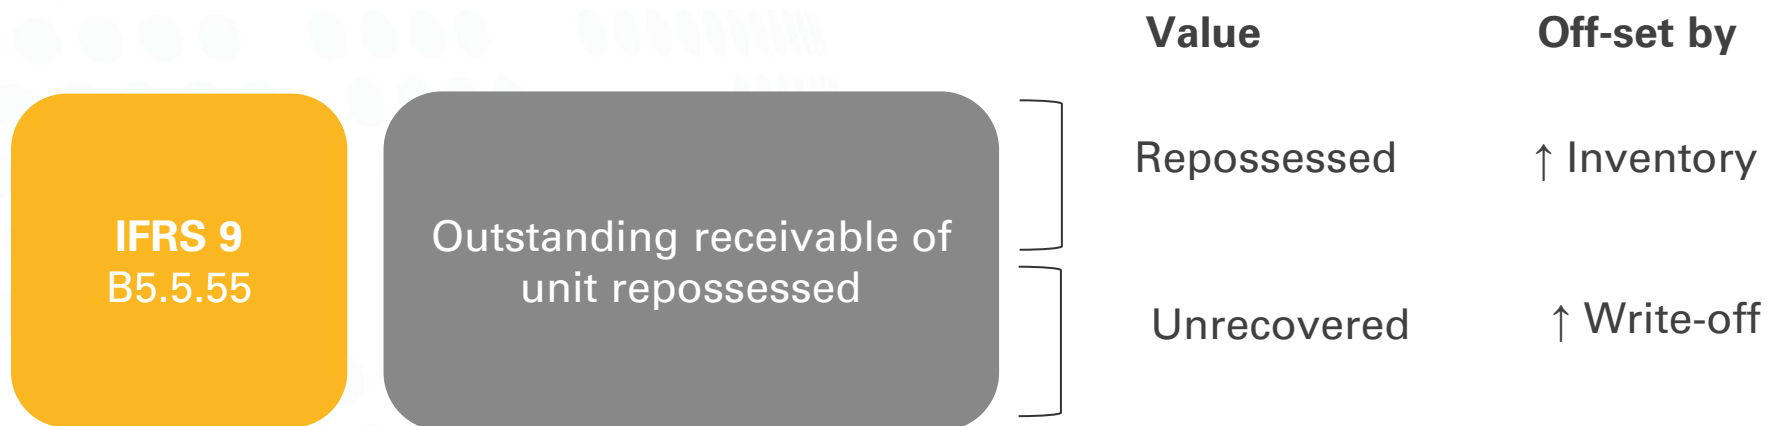 Value Off-set by
IFRS 9
B5.5.55
Outstanding receivable of
unit repossessed
Repossessed ↑ Inventory
Unrecovered ↑ Write-off